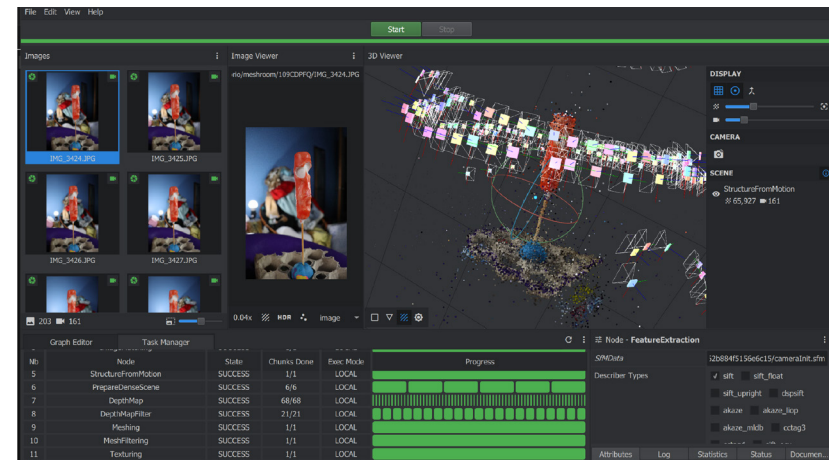 File Edit View Help
Start Stop
Images
Image Viewer
3D Viewer
-rio/meshroom/109CDPFQ/IMG_3424.JPG
DISPLAY
CAMERA
SCENE
StructureFromMotion
65,927 161
IMG_3424.JPG IMG_3425.JPG
IMG_3426.JPG IMG_3427.JPG
203 161
0.04x HDR image
Graph Editor Task Manager
Nb Node State Chunks Done Exec Mode Progress
5 StructureFromMotion SUCCESS 1/1 LOCAL
6 PrepareDenseScene SUCCESS 6/6 LOCAL
7 DepthMap SUCCESS 68/68 LOCAL
8 DepthMapFilter SUCCESS 21/21 LOCAL
9 Meshing SUCCESS 1/1 LOCAL
10 MeshFiltering SUCCESS 1/1 LOCAL
11 Texturing SUCCESS 1/1 LOCAL
Node - FeatureExtraction
SfMData i2b884f5156e6c15/cameraInit.sfm
Describer Types sift sift_float
sift_upright dspsift
akaze akaze_liop
akaze_mldb cctag3
Attributes Log Statistics Status Documen...